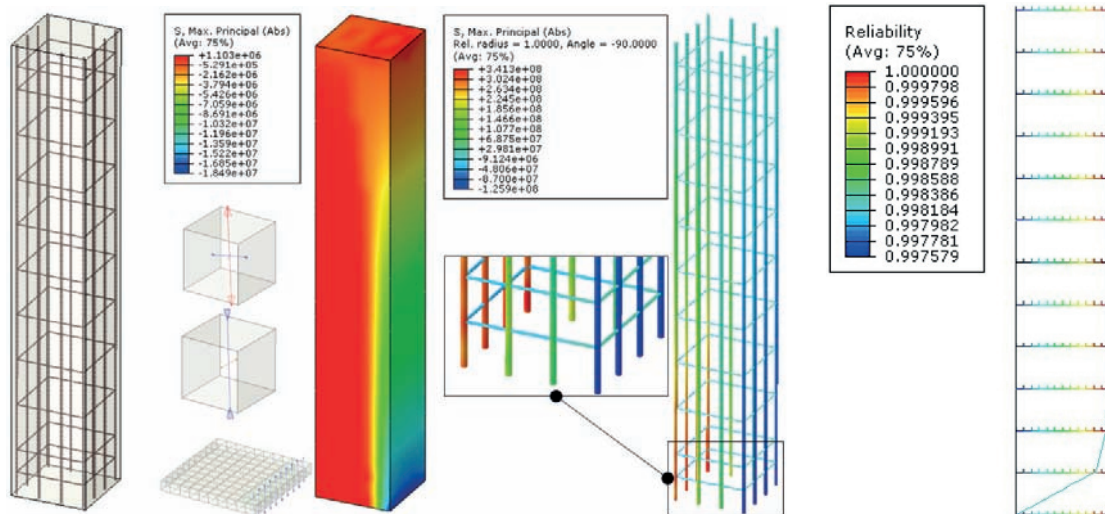 S, Max. Principal (Abs)
(Avg: 75%)
+1.103e+06
-5.291e+05
-2.162e+06
-3.794e+06
-5.426e+06
-7.059e+06
-8.691e+06
-1.032e+07
-1.196e+07
-1.359e+07
-1.522e+07
-1.685e+07
-1.849e+07
S, Max. Principal (Abs)
Rel. radius = 1.0000, Angle = -90.0000
(Avg: 75%)
+3.413e+08
+3.024e+08
+2.634e+08
+2.245e+08
+1.856e+08
+1.466e+08
+1.077e+08
+6.875e+07
+2.981e+07
-9.124e+06
-4.806e+07
-8.700e+07
-1.259e+08
Reliability
(Avg: 75%)
1.000000
0.999798
0.999596
0.999395
0.999193
0.998991
0.998789
0.998588
0.998386
0.998184
0.997982
0.997781
0.997579